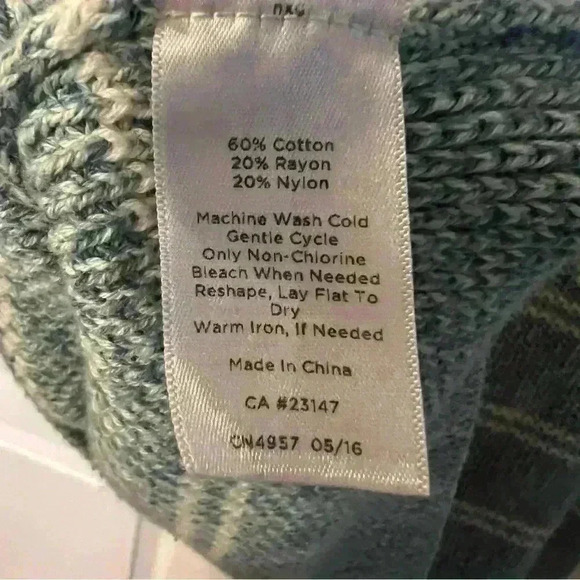 60% Cotton
20% Rayon
20% Nylon
Machine Wash Cold
Gentle Cycle
Only Non-Chlorine
Bleach When Needed
Reshape, Lay Flat To
Dry
Warm Iron, If Needed
Made In China
CA #23147
CN4957 05/16